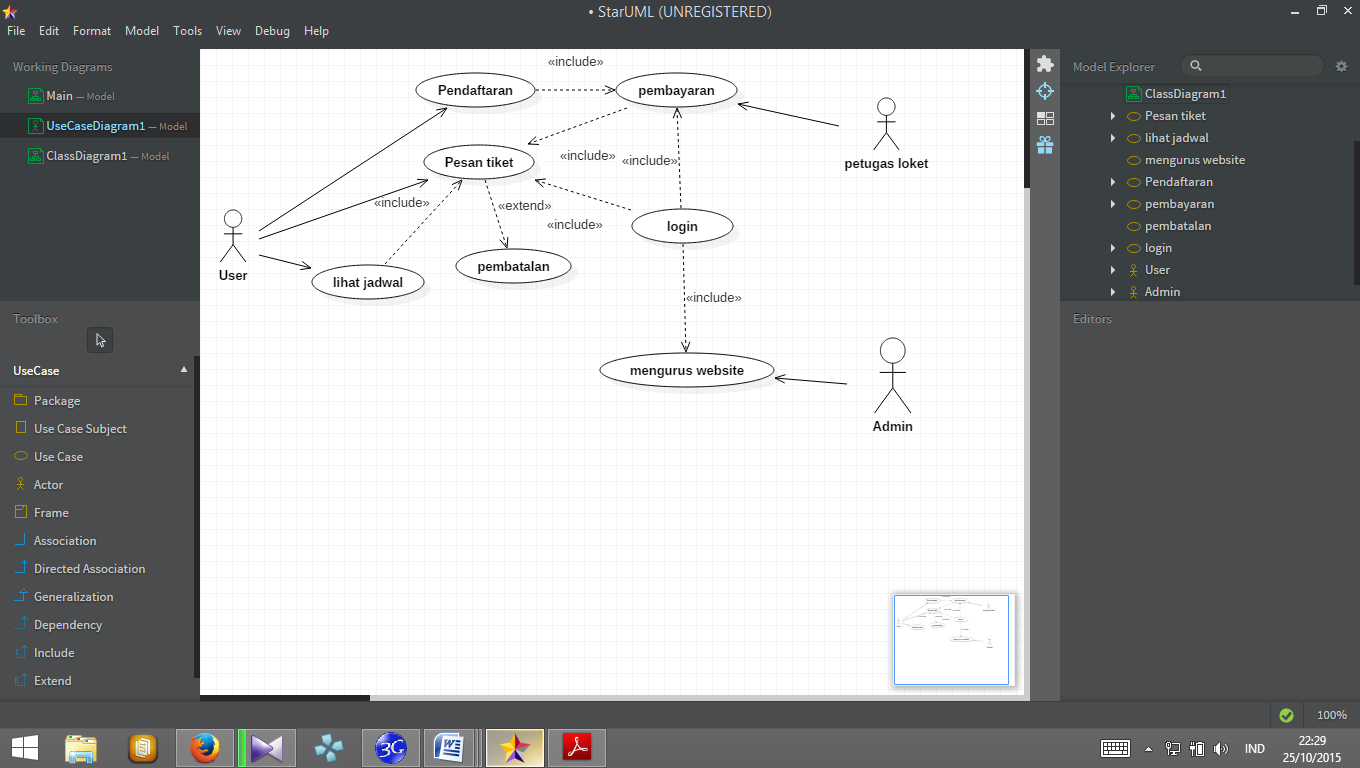 • StarUML (UNREGISTERED)
File Edit Format Model Tools View Debug Help
Working Diagrams
Main — Model
UseCaseDiagram1 — Model
ClassDiagram1 — Model
Toolbox
UseCase
Package
Use Case Subject
Use Case
Actor
Frame
Association
Directed Association
Generalization
Dependency
Include
Extend
«include»
Pendaftaran
pembayaran
petugas loket
Pesan tiket
«include»
«include»
«include»
«extend»
«include»
login
User
lihat jadwal
pembatalan
«include»
mengurus website
Admin
Model Explorer
ClassDiagram1
Pesan tiket
lihat jadwal
mengurus website
Pendaftaran
pembayaran
pembatalan
login
User
Admin
Editors
100%
3G
IND
22:29
25/10/2015